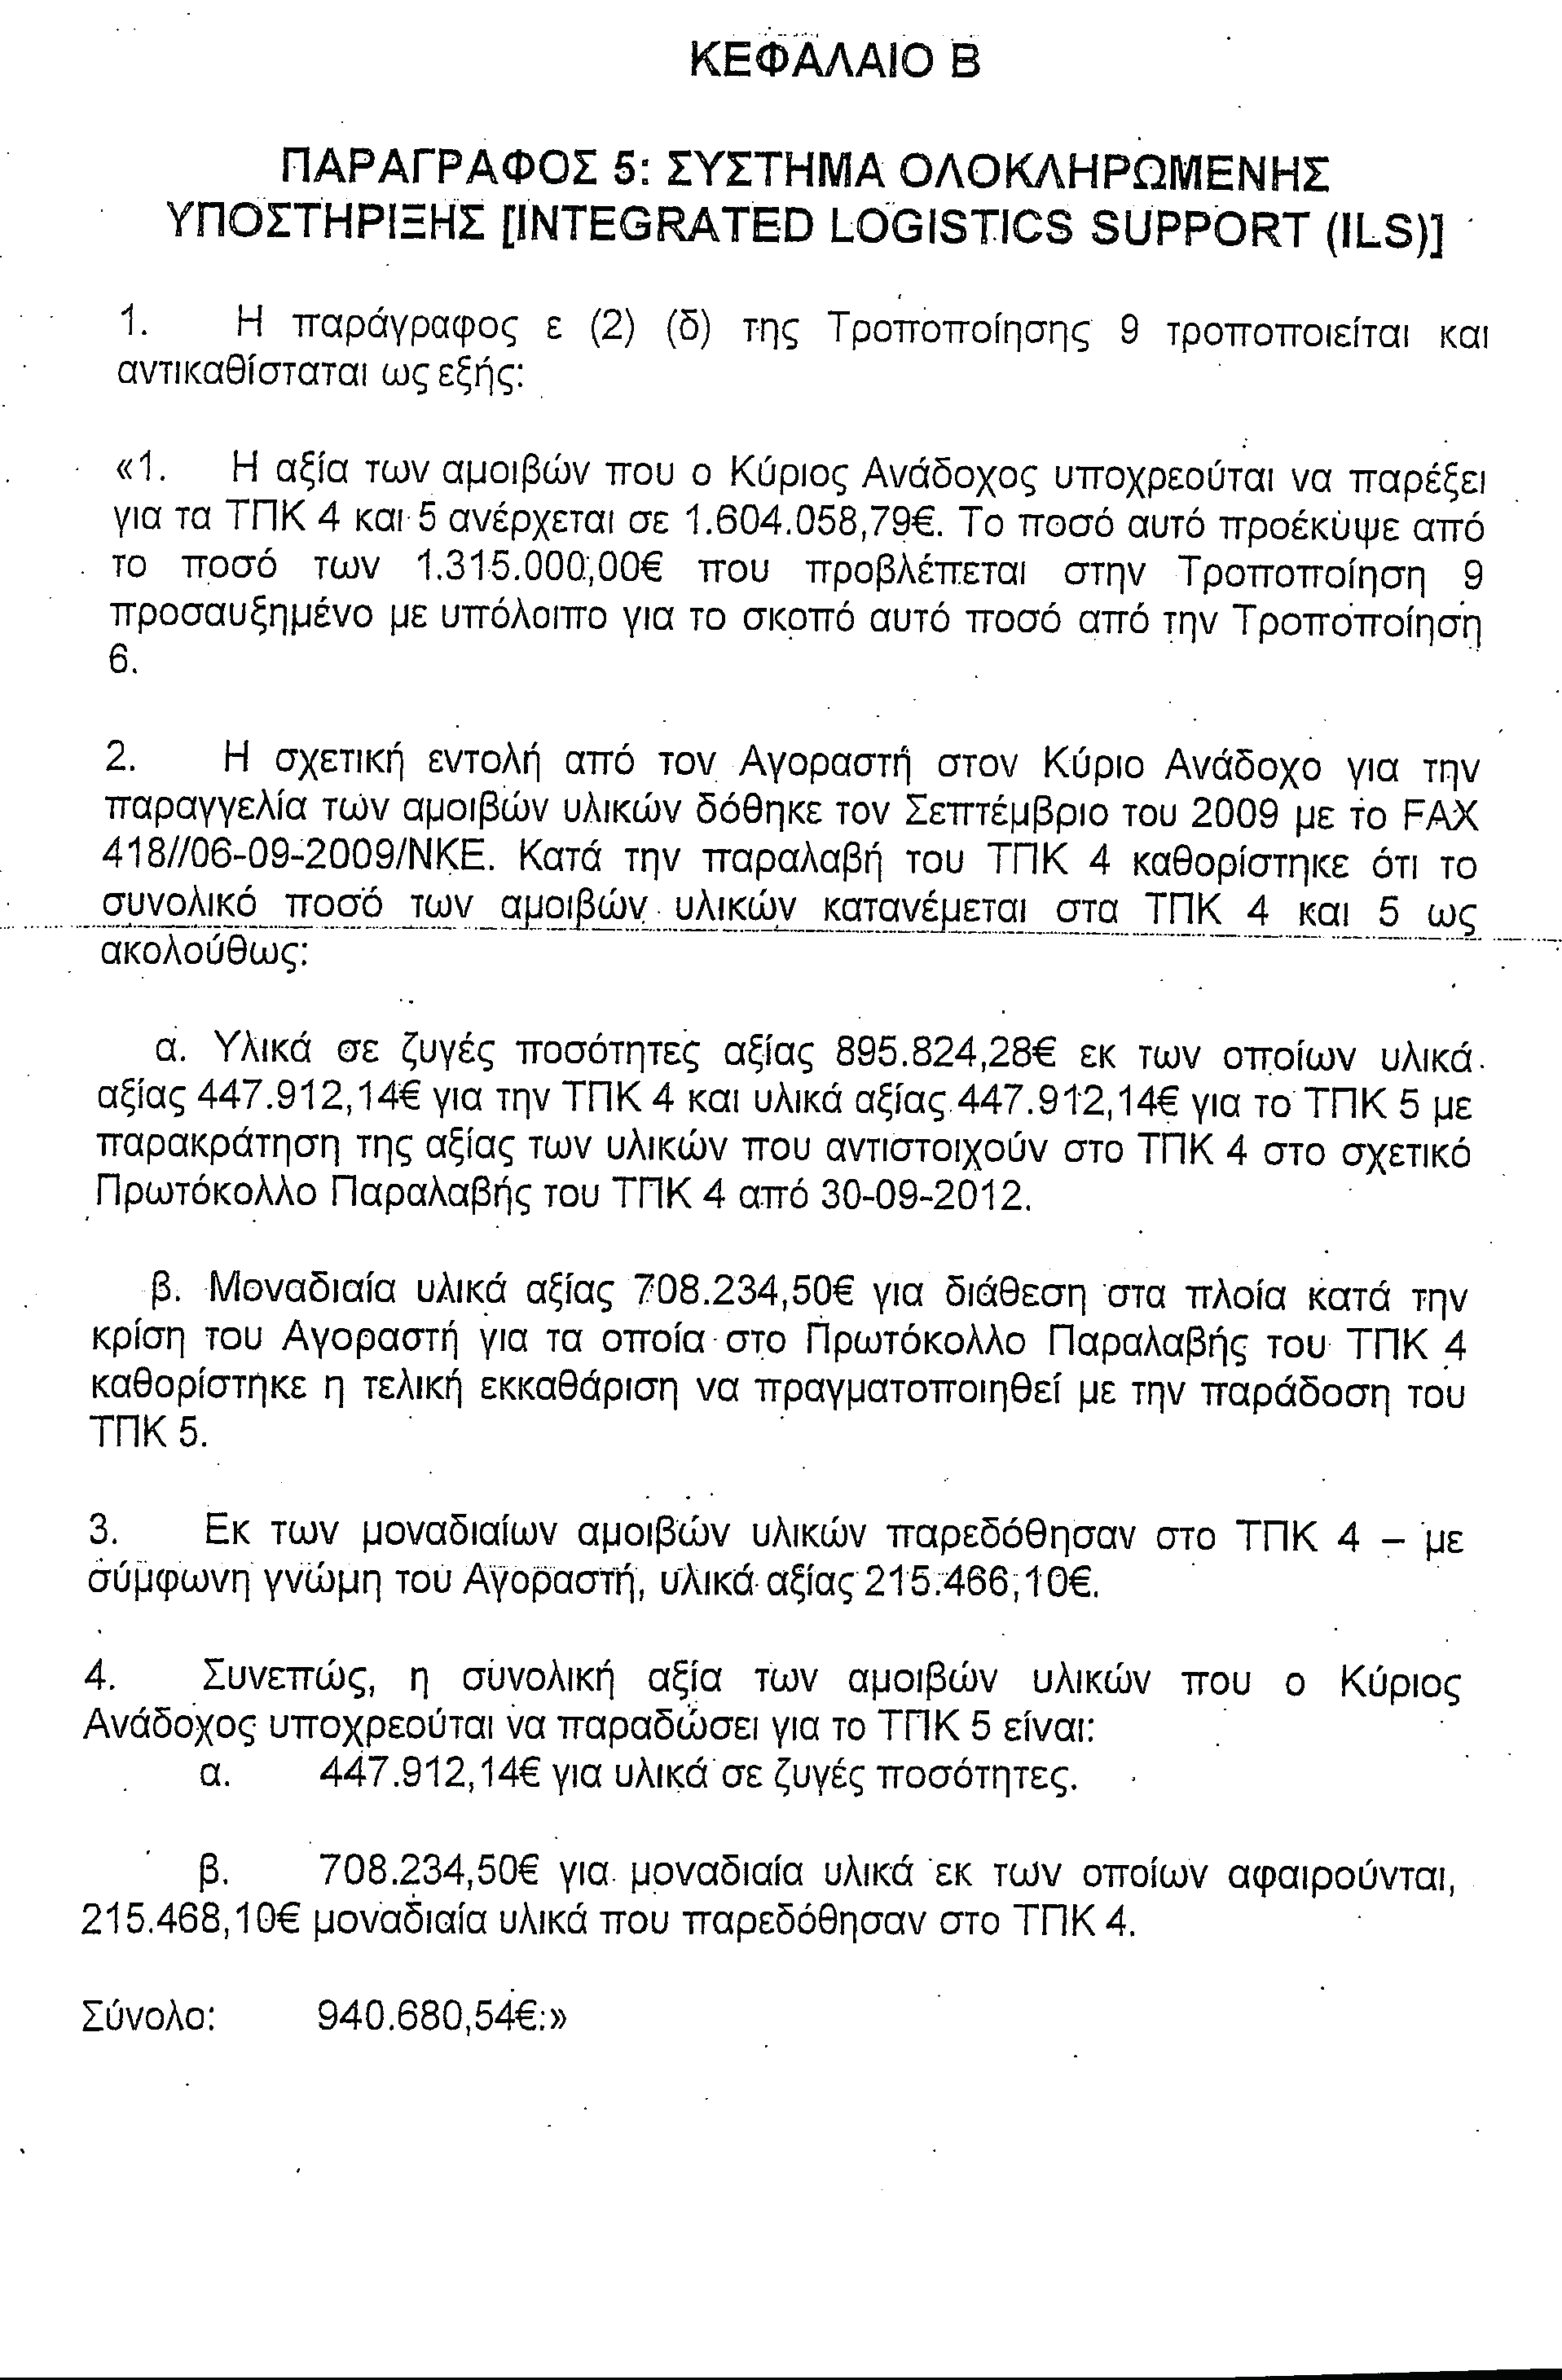 ΚΕΦΑΛΑΙΟ Β
ΠΑΡΑΓΡΑΦΟΣ 5: ΣΥΣΤΗΜΑ ΟΛΟΚΛΗΡΩΜΕΝΗΣ
ΥΠΟΣΤΗΡΙΞΗΣ [INTEGRATED LOGISTICS SUPPORT (ILS)]
1. Η παράγραφος ε (2) (δ) της Τροποποίησης 9 τροποποιείται και
αντικαθίσταται ως εξής:
«1. Η αξία των αμοιβών που ο Κύριος Ανάδοχος υποχρεούται να παρέξει
για τα ΤΠΚ 4 και 5 ανέρχεται σε 1.604.058,79€. Το ποσό αυτό προέκυψε από
το ποσό των 1.315.000,00€ που προβλέπεται στην Τροποποίηση 9
προσαυξημένο με υπόλοιπο για το σκοπό αυτό ποσό από την Τροποποίηση
6.
2. Η σχετική εντολή από τον Αγοραστή στον Κύριο Ανάδοχο για την
παραγγελία των αμοιβών υλικών δόθηκε τον Σεπτέμβριο του 2009 με το FAX
418//06-09-2009/ΝΚΕ. Κατά την παραλαβή του ΤΠΚ 4 καθορίστηκε ότι το
συνολικό ποσό των αμοιβών υλικών κατανέμεται στα ΤΠΚ 4 και 5 ως
ακολούθως:
α. Υλικά σε ζυγές ποσότητες αξίας 895.824,28€ εκ των οποίων υλικά
αξίας 447.912,14€ για την ΤΠΚ 4 και υλικά αξίας 447.912,14€ για το ΤΠΚ 5 με
παρακράτηση της αξίας των υλικών που αντιστοιχούν στο ΤΠΚ 4 στο σχετικό
Πρωτόκολλο Παραλαβής του ΤΠΚ 4 από 30-09-2012.
β. Μοναδιαία υλικά αξίας 708.234,50€ για διάθεση στα πλοία κατά την
κρίση του Αγοραστή για τα οποία στο Πρωτόκολλο Παραλαβής του ΤΠΚ 4
καθορίστηκε η τελική εκκαθάριση να πραγματοποιηθεί με την παράδοση του
ΤΠΚ 5.
3. Εκ των μοναδιαίων αμοιβών υλικών παρεδόθησαν στο ΤΠΚ 4 – με
σύμφωνη γνώμη του Αγοραστή, υλικά αξίας 215.466,10€.
4. Συνεπώς, η συνολική αξία των αμοιβών υλικών που ο Κύριος
Ανάδοχος υποχρεούται να παραδώσει για το ΤΠΚ 5 είναι:
α. 447.912,14€ για υλικά σε ζυγές ποσότητες.
β. 708.234,50€ για μοναδιαία υλικά εκ των οποίων αφαιρούνται,
215.468,10€ μοναδιαία υλικά που παρεδόθησαν στο ΤΠΚ 4.
Σύνολο: 940.680,54€.»